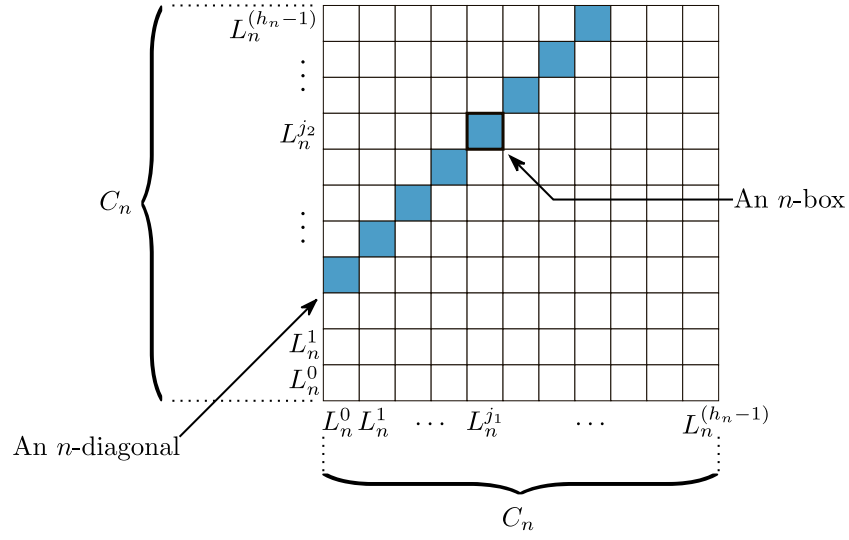 $L_n^{(h_n-1)}$
⋮
$L_n^{j_2}$
$C_n$
An $n$-box
⋮
$L_n^1$
$L_n^0$
$L_n^0$ $L_n^1$ ⋯ $L_n^{j_1}$ ⋯ $L_n^{(h_n-1)}$
An $n$-diagonal
$C_n$